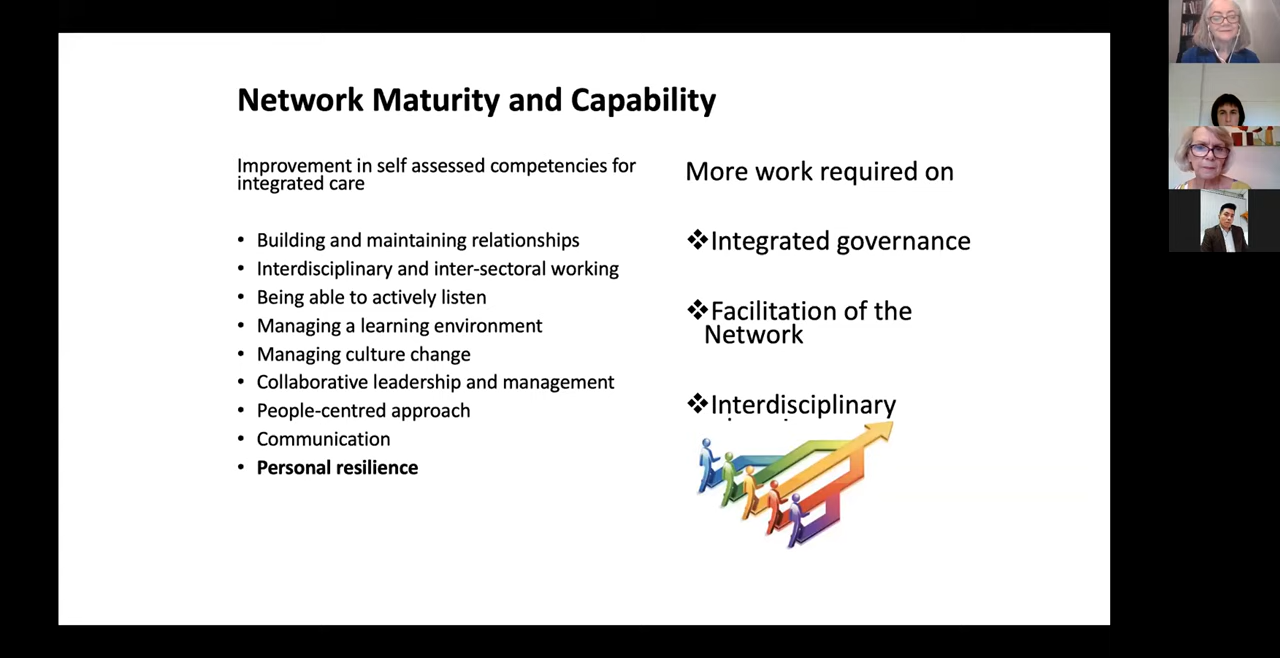 Network Maturity and Capability
Improvement in self assessed competencies for
integrated care
• Building and maintaining relationships
• Interdisciplinary and inter-sectoral working
• Being able to actively listen
• Managing a learning environment
• Managing culture change
• Collaborative leadership and management
• People-centred approach
• Communication
• Personal resilience
More work required on
❖Integrated governance
❖Facilitation of the
Network
❖Interdisciplinary